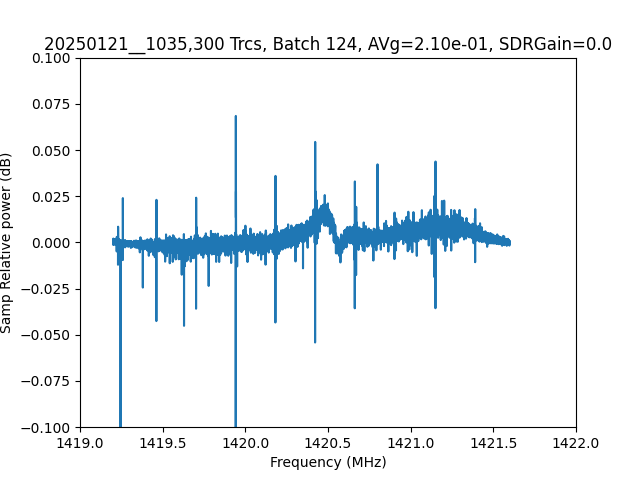 20250121__1035,300 Trcs, Batch 124, AVg=2.10e-01, SDRGain=0.0
0.100
0.075
0.050
0.025
0.000
−0.025
−0.050
−0.075
−0.100
Samp Relative power (dB)
1419.0 1419.5 1420.0 1420.5 1421.0 1421.5 1422.0
Frequency (MHz)